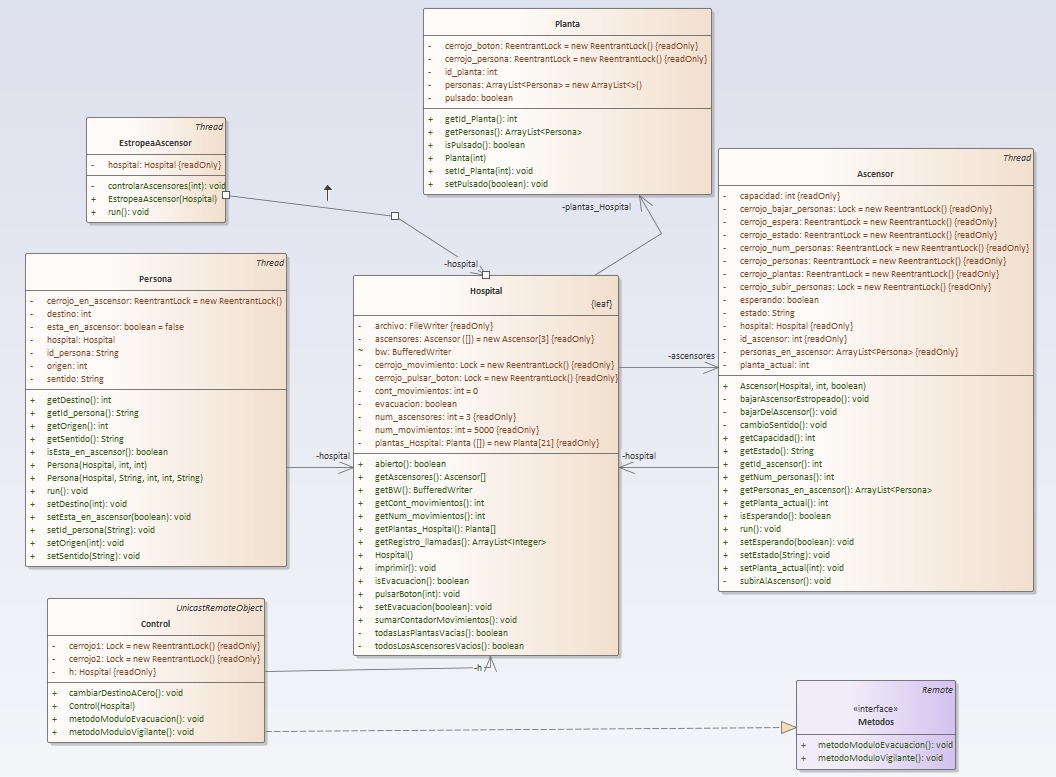 Planta
- cerrojo_boton: ReentrantLock = new ReentrantLock() {readOnly}
- cerrojo_persona: ReentrantLock = new ReentrantLock() {readOnly}
- id_planta: int
- personas: ArrayList<Persona> = new ArrayList<>()
- pulsado: boolean
+ getId_Planta(): int
+ getPersonas(): ArrayList<Persona>
+ isPulsado(): boolean
+ Planta(int)
+ setId_Planta(int): void
+ setPulsado(boolean): void
Thread
EstropeaAscensor
- hospital: Hospital {readOnly}
- controlarAscensores(int): void
+ EstropeaAscensor(Hospital)
+ run(): void
-plantas_Hospital
-hospital
Thread
Ascensor
- capacidad: int {readOnly}
- cerrojo_bajar_personas: Lock = new ReentrantLock() {readOnly}
- cerrojo_espera: Lock = new ReentrantLock() {readOnly}
- cerrojo_estado: Lock = new ReentrantLock() {readOnly}
- cerrojo_num_personas: Lock = new ReentrantLock() {readOnly}
- cerrojo_personas: Lock = new ReentrantLock() {readOnly}
- cerrojo_plantas: Lock = new ReentrantLock() {readOnly}
- cerrojo_subir_personas: Lock = new ReentrantLock() {readOnly}
- esperando: boolean
- estado: String
- hospital: Hospital {readOnly}
- id_ascensor: int {readOnly}
- personas_en_ascensor: ArrayList<Persona> {readOnly}
- planta_actual: int
+ Ascensor(Hospital, int, boolean)
- bajarAscensorEstropeado(): void
- bajarDelAscensor(): void
- cambioSentido(): void
+ getCapacidad(): int
+ getEstado(): String
+ getId_ascensor(): int
+ getNum_personas(): int
+ getPersonas_en_ascensor(): ArrayList<Persona>
+ getPlanta_actual(): int
+ isEsperando(): boolean
+ run(): void
+ setEsperando(boolean): void
+ setEstado(String): void
+ setPlanta_actual(int): void
- subirAlAscensor(): void
Thread
Persona
- cerrojo_en_ascensor: ReentrantLock = new ReentrantLock()
- destino: int
- esta_en_ascensor: boolean = false
- hospital: Hospital
- id_persona: String
- origen: int
- sentido: String
+ getDestino(): int
+ getId_persona(): String
+ getOrigen(): int
+ getSentido(): String
+ isEsta_en_ascensor(): boolean
+ Persona(Hospital, int, int)
+ Persona(Hospital, String, int, int, String)
+ run(): void
+ setDestino(int): void
+ setEsta_en_ascensor(boolean): void
+ setId_persona(String): void
+ setOrigen(int): void
+ setSentido(String): void
Hospital
{leaf}
- archivo: FileWriter {readOnly}
- ascensores: Ascensor ([]) = new Ascensor[3] {readOnly}
~ bw: BufferedWriter
- cerrojo_movimiento: Lock = new ReentrantLock() {readOnly}
- cerrojo_pulsar_boton: Lock = new ReentrantLock() {readOnly}
- cont_movimientos: int = 0
- evacuacion: boolean
- num_ascensores: int = 3 {readOnly}
- num_movimientos: int = 5000 {readOnly}
- plantas_Hospital: Planta ([]) = new Planta[21] {readOnly}
+ abierto(): boolean
+ getAscensores(): Ascensor[]
+ getBW(): BufferedWriter
+ getCont_movimientos(): int
+ getNum_movimientos(): int
+ getPlantas_Hospital(): Planta[]
+ getRegistro_llamadas(): ArrayList<Integer>
+ Hospital()
+ imprimir(): void
+ isEvacuacion(): boolean
+ pulsarBoton(int): void
+ setEvacuacion(boolean): void
+ sumarContadorMovimientos(): void
- todasLasPlantasVacias(): boolean
- todosLosAscensoresVacios(): boolean
-ascensores
-hospital
-hospital
UnicastRemoteObject
Control
- cerrojo1: Lock = new ReentrantLock() {readOnly}
- cerrojo2: Lock = new ReentrantLock() {readOnly}
- h: Hospital {readOnly}
+ cambiarDestinoACero(): void
+ Control(Hospital)
+ metodoModuloEvacuacion(): void
+ metodoModuloVigilante(): void
-h
Remote
«interface»
Metodos
+ metodoModuloEvacuacion(): void
+ metodoModuloVigilante(): void